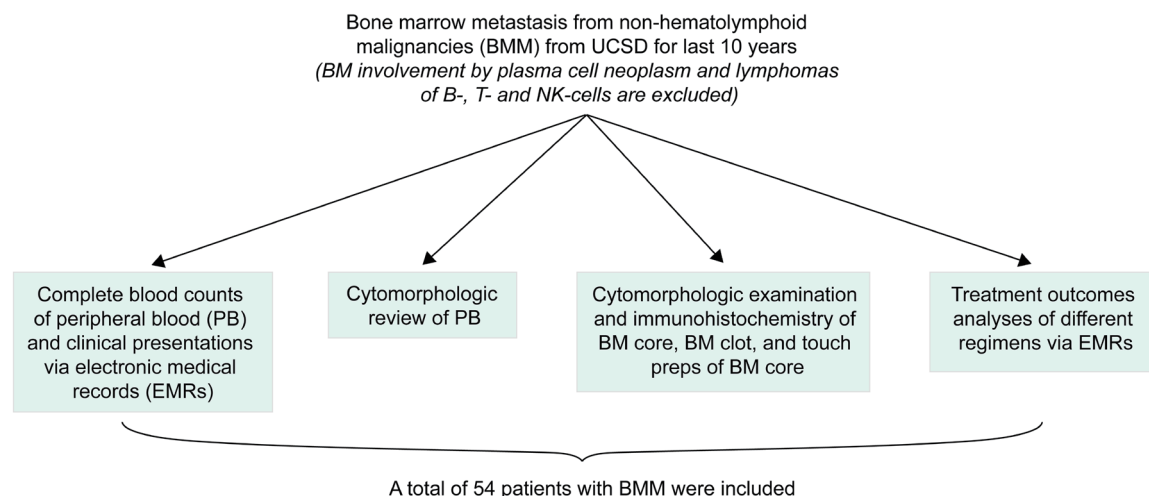 Bone marrow metastasis from non-hematolymphoid
malignancies (BMM) from UCSD for last 10 years
(BM involvement by plasma cell neoplasm and lymphomas
of B-, T- and NK-cells are excluded)
Complete blood counts
of peripheral blood (PB)
and clinical presentations
via electronic medical
records (EMRs)
Cytomorphologic
review of PB
Cytomorphologic examination
and immunohistochemistry of
BM core, BM clot, and touch
preps of BM core
Treatment outcomes
analyses of different
regimens via EMRs
A total of 54 patients with BMM were included